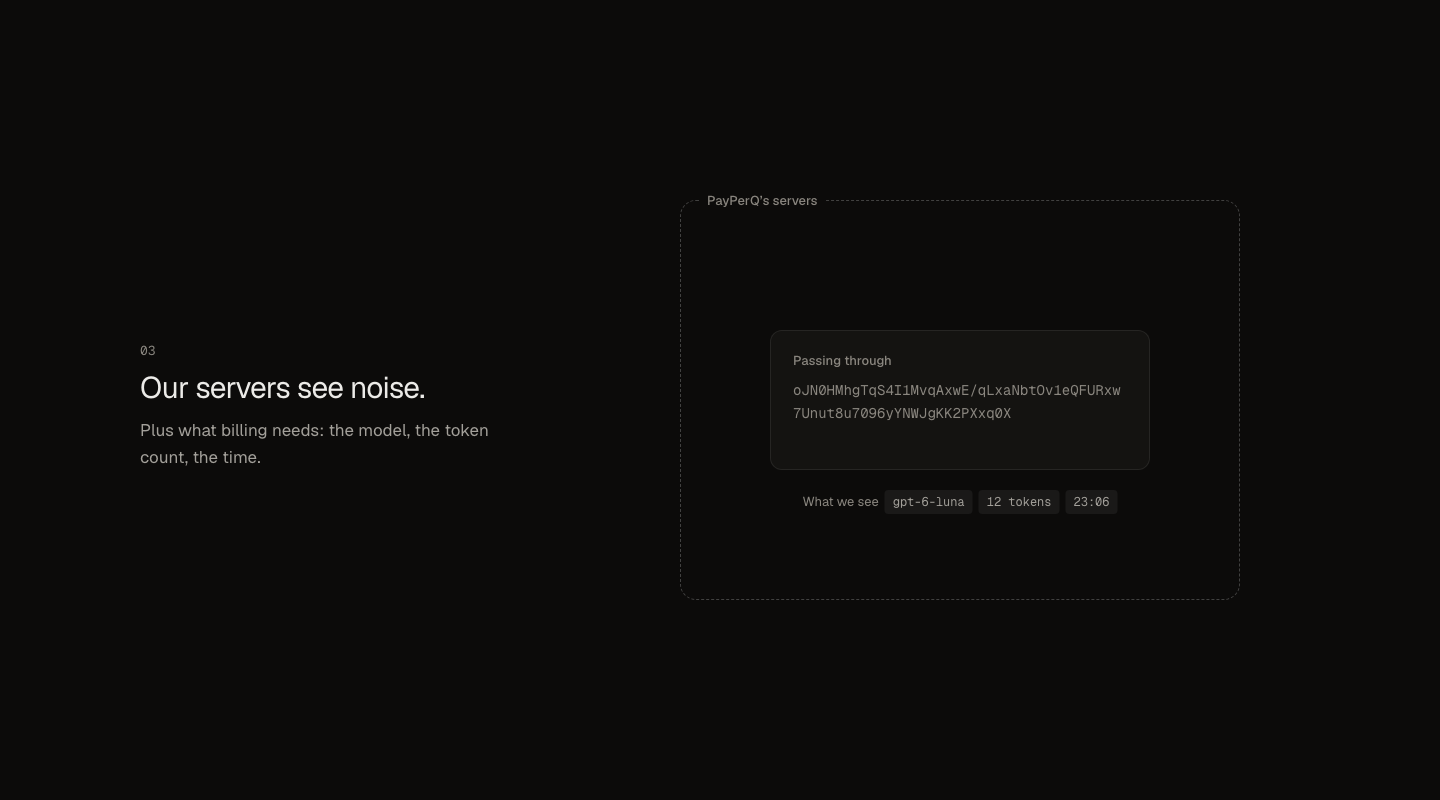 03
Our servers see noise.
Plus what billing needs: the model, the token
count, the time.
PayPerQ's servers
Passing through
oJN0HMhgTqS4I1MvqAxwE/qLxaNbtOv1eQFURxw
7Unut8u7096yYNWJgKK2PXxq0X
What we see gpt-6-luna 12 tokens 23:06